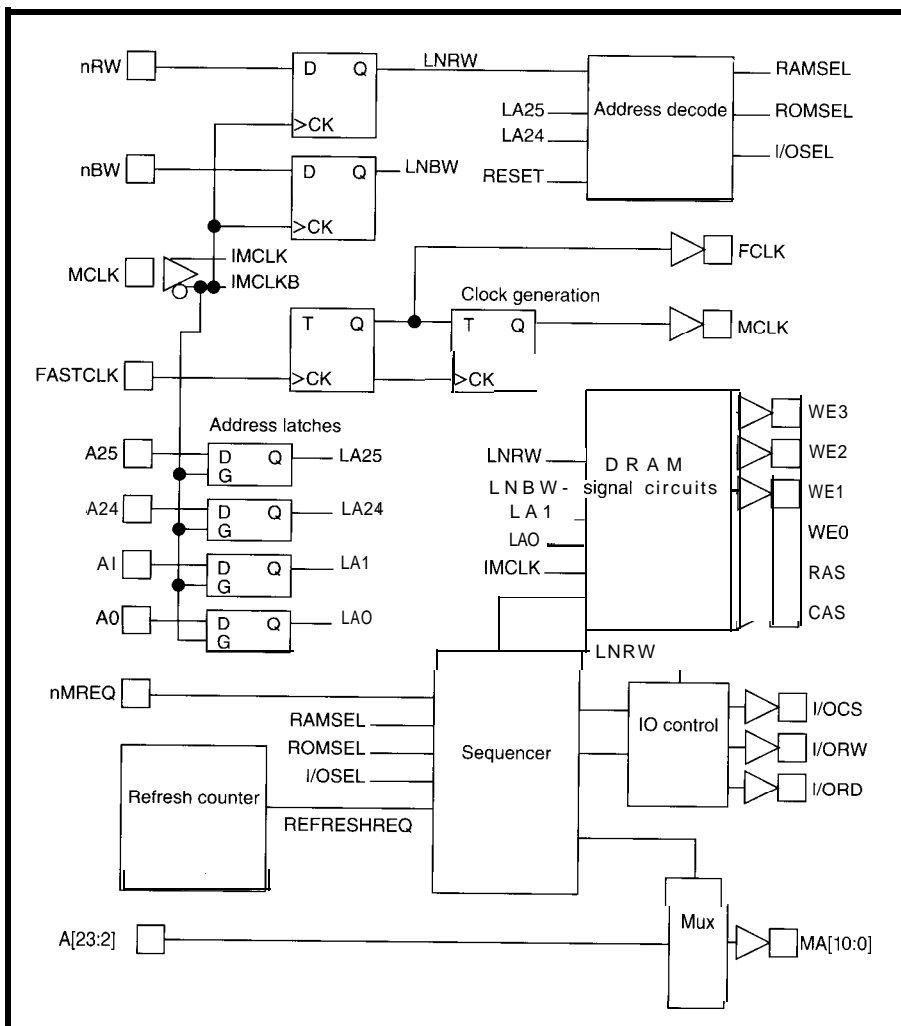 nRW
D Q
LNRW
>CK
LA25
LA24
RESET
Address decode
RAMSEL
ROMSEL
I/OSEL
nBW
D Q
LNBW
>CK
MCLK
IMCLK
IMCLKB
FCLK
Clock generation
T Q
T Q
MCLK
FASTCLK
>CK
>CK
Address latches
A25
D Q
G
LA25
A24
D Q
G
LA24
AI
D Q
G
LA1
A0
D Q
G
LAO
LNRW
LNBW-
LA1
LAO
IMCLK
DRAM
signal circuits
WE3
WE2
WE1
WE0
RAS
CAS
LNRW
nMREQ
RAMSEL
ROMSEL
I/OSEL
Sequencer
IO control
I/OCS
I/ORW
I/ORD
Refresh counter
REFRESHREQ
A[23:2]
Mux
MA[10:0]